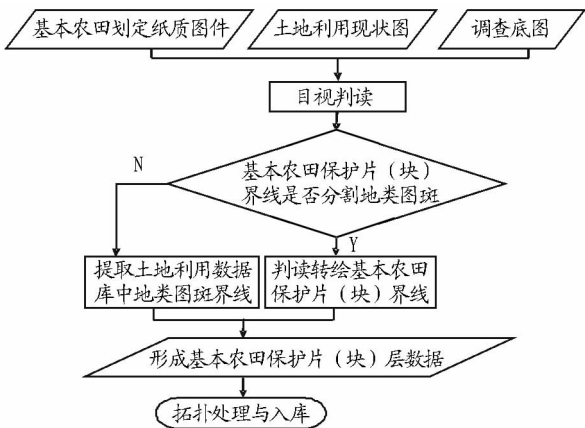 基本农田划定纸质图件
土地利用现状图
调查底图
目视判读
N
基本农田保护片（块）
界线是否分割地类图斑
Y
提取土地利用数据
库中地类图斑界线
判读转绘基本农田
保护片（块）界线
形成基本农田保护片（块）层数据
拓扑处理与入库